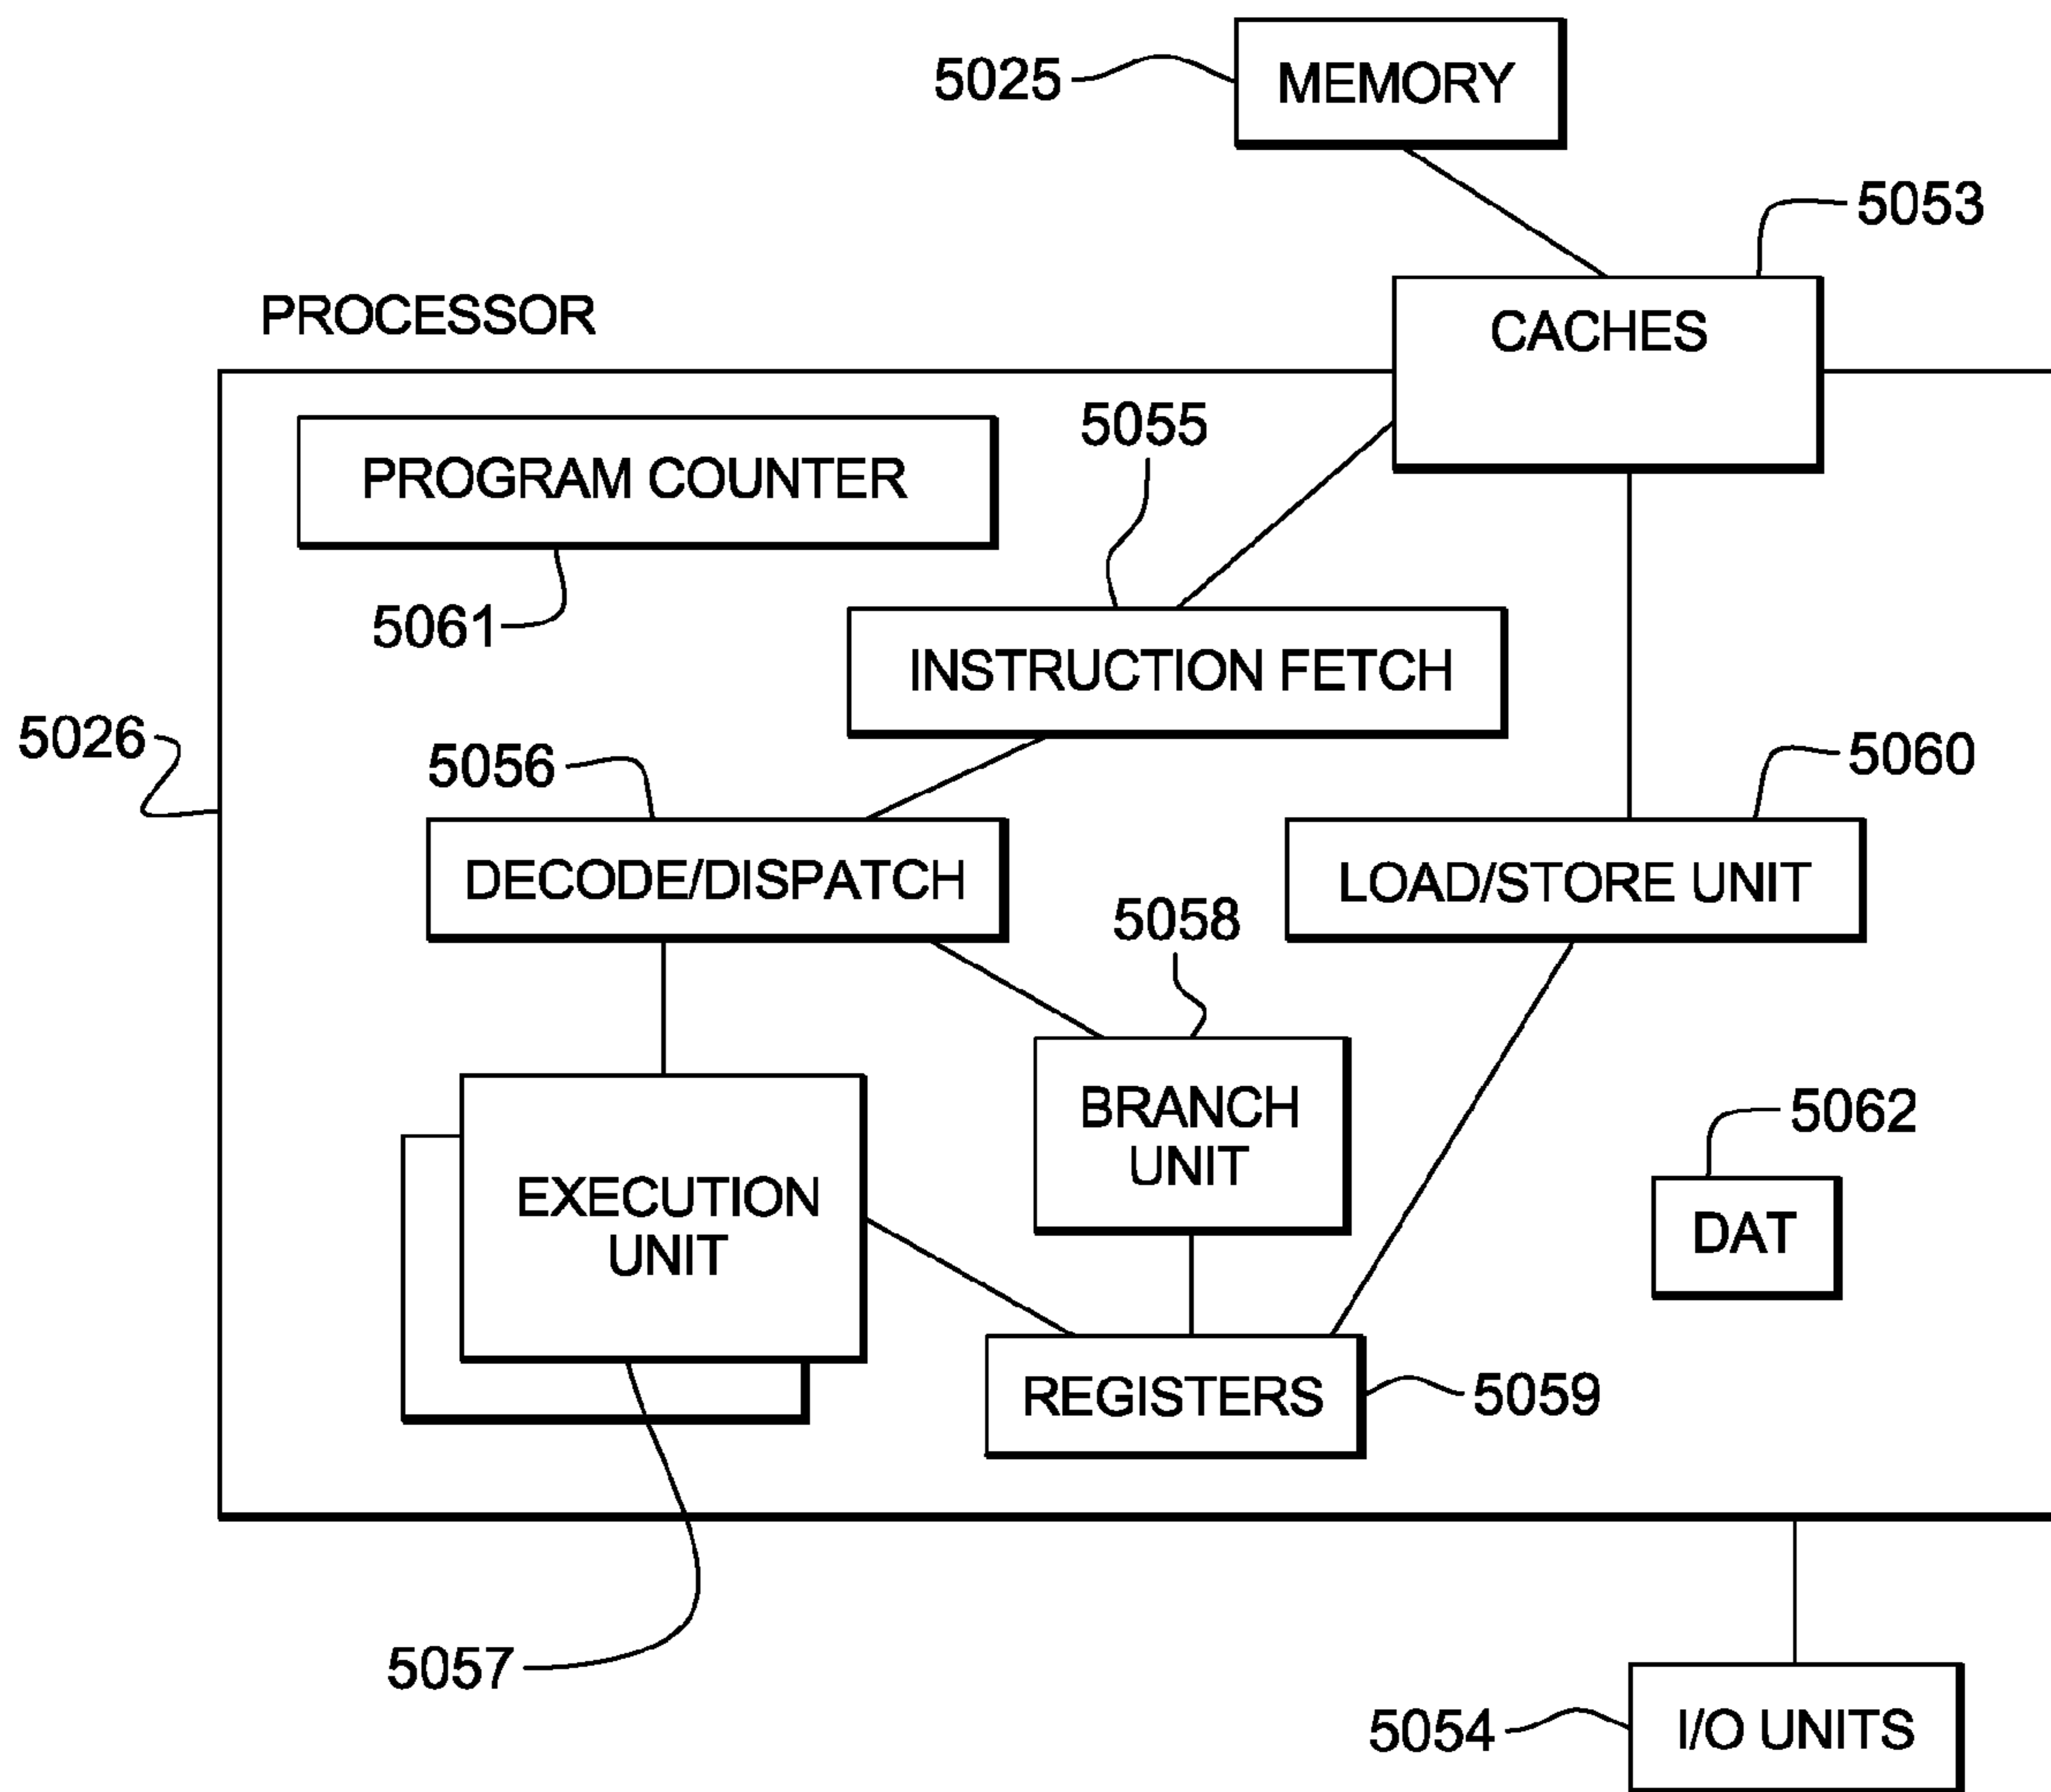 MEMORY
5025
5053
CACHES
PROCESSOR
5055
PROGRAM COUNTER
5061
INSTRUCTION FETCH
5026
5056
5060
DECODE/DISPATCH
LOAD/STORE UNIT
5058
BRANCH
UNIT
5062
EXECUTION
UNIT
DAT
REGISTERS
5059
5057
5054
I/O UNITS